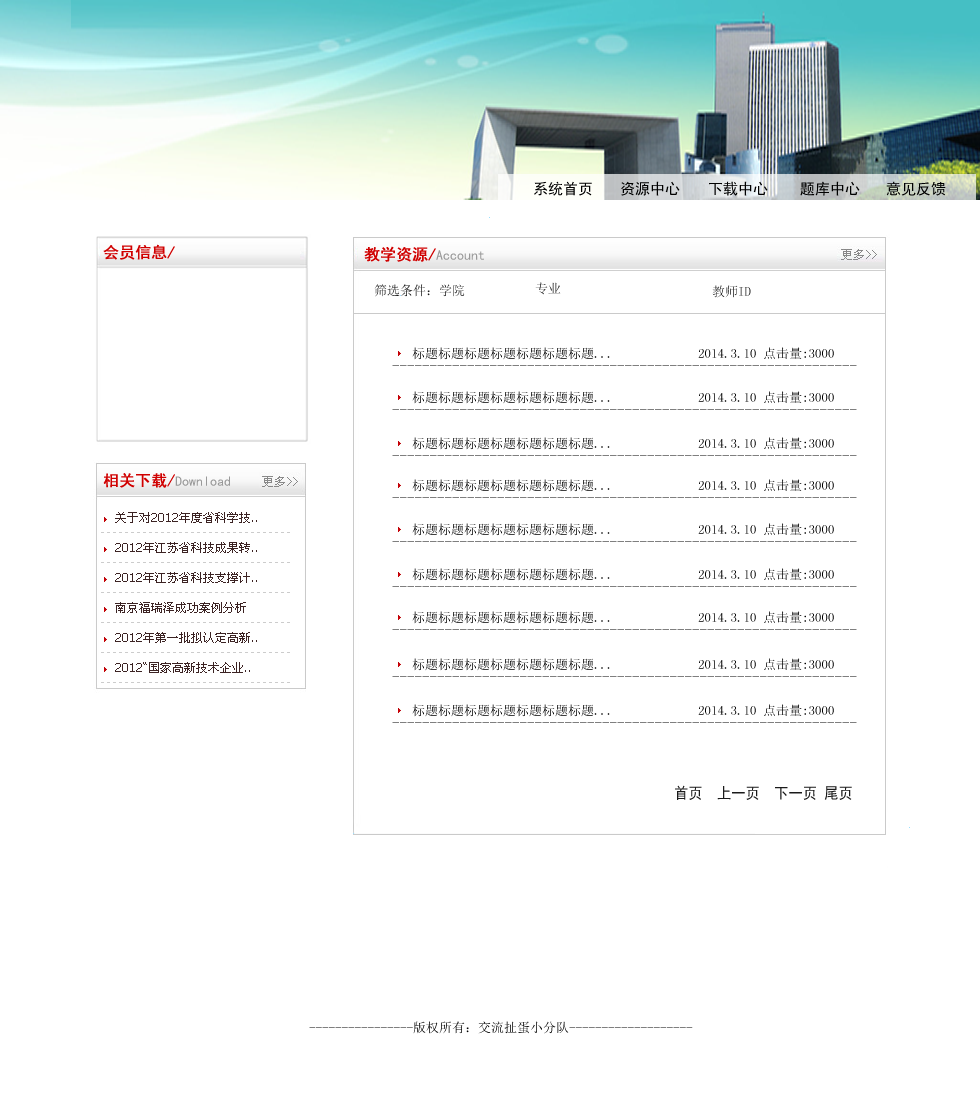 系统首页 资源中心 下载中心 题库中心 意见反馈
会员信息/
相关下载/Download 更多>>
关于对2012年度省科学技..
2012年江苏省科技成果转..
2012年江苏省科技支撑计..
南京福瑞泽成功案例分析
2012年第一批拟认定高新..
2012“国家高新技术企业..
教学资源/Account 更多>>
筛选条件：学院 专业 教师ID
标题标题标题标题标题标题标题... 2014.3.10 点击量:3000
标题标题标题标题标题标题标题... 2014.3.10 点击量:3000
标题标题标题标题标题标题标题... 2014.3.10 点击量:3000
标题标题标题标题标题标题标题... 2014.3.10 点击量:3000
标题标题标题标题标题标题标题... 2014.3.10 点击量:3000
标题标题标题标题标题标题标题... 2014.3.10 点击量:3000
标题标题标题标题标题标题标题... 2014.3.10 点击量:3000
标题标题标题标题标题标题标题... 2014.3.10 点击量:3000
标题标题标题标题标题标题标题... 2014.3.10 点击量:3000
首页 上一页 下一页 尾页
----------------版权所有：交流扯蛋小分队-------------------